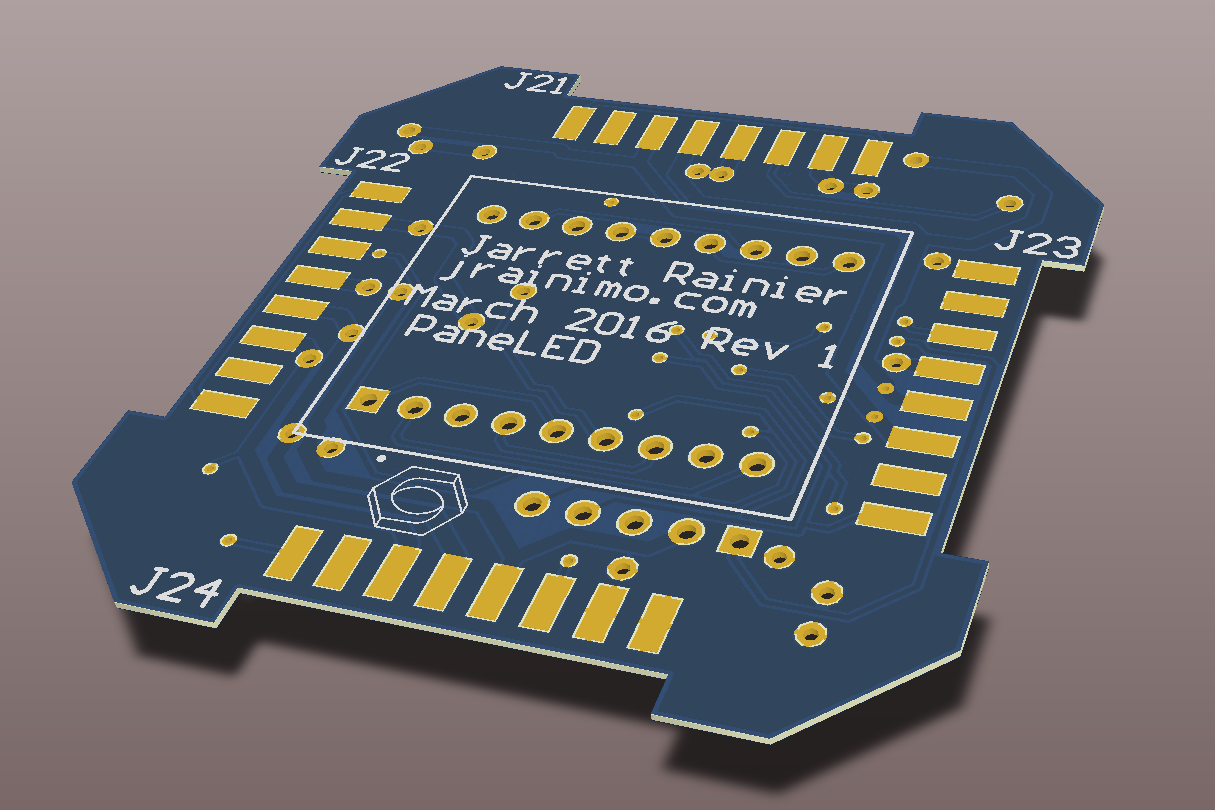 J21
J22
J23
Jarrett Rainier
jrainimo.com
March 2016 Rev 1
PaneLED
J24